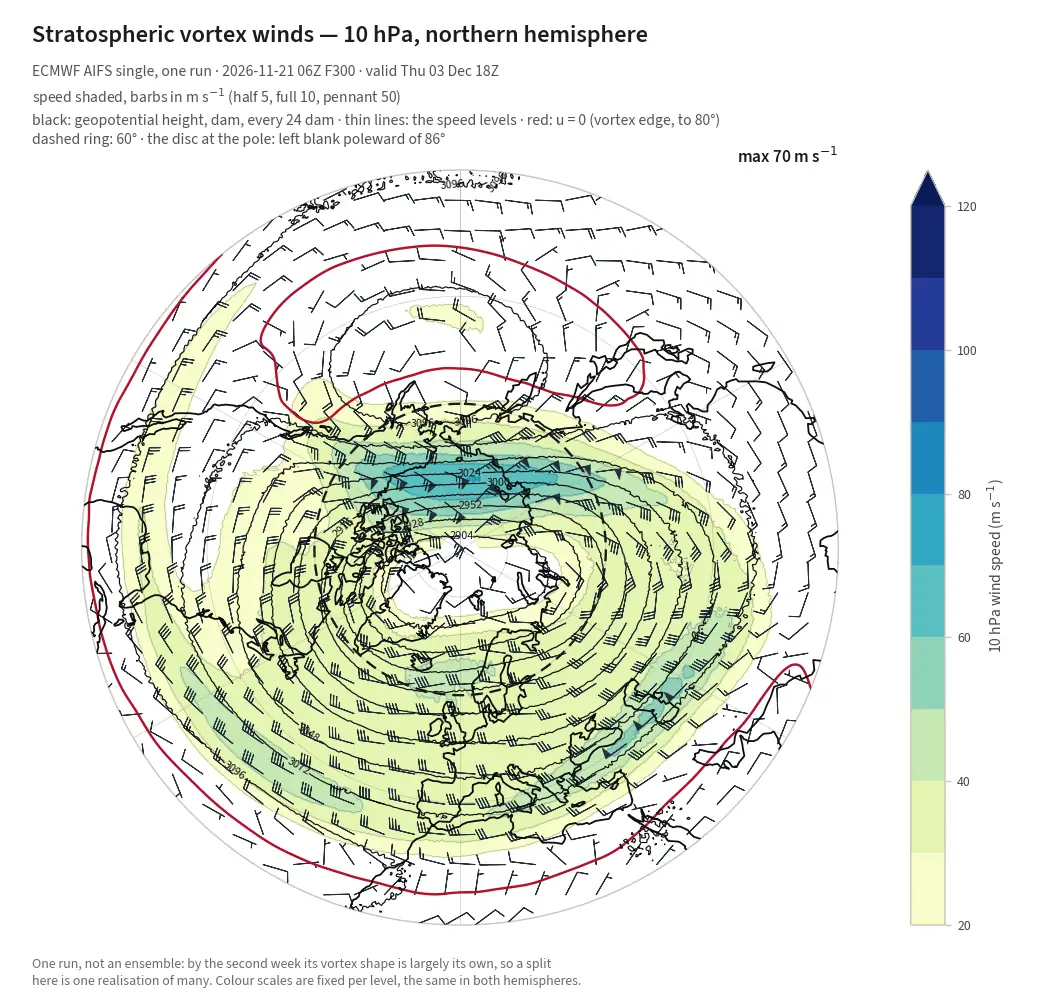 Stratospheric vortex winds — 10 hPa, northern hemisphere
ECMWF AIFS single, one run · 2026-11-21 06Z F300 · valid Thu 03 Dec 18Z
speed shaded, barbs in m s⁻¹ (half 5, full 10, pennant 50)
black: geopotential height, dam, every 24 dam · thin lines: the speed levels · red: u = 0 (vortex edge, to 80°)
dashed ring: 60° · the disc at the pole: left blank poleward of 86°
max 70 m s⁻¹
3096
3024
3000
2952
2904
3048
3072
3096
120
100
80
60
40
20
10 hPa wind speed (m s⁻¹)
One run, not an ensemble: by the second week its vortex shape is largely its own, so a split
here is one realisation of many. Colour scales are fixed per level, the same in both hemispheres.